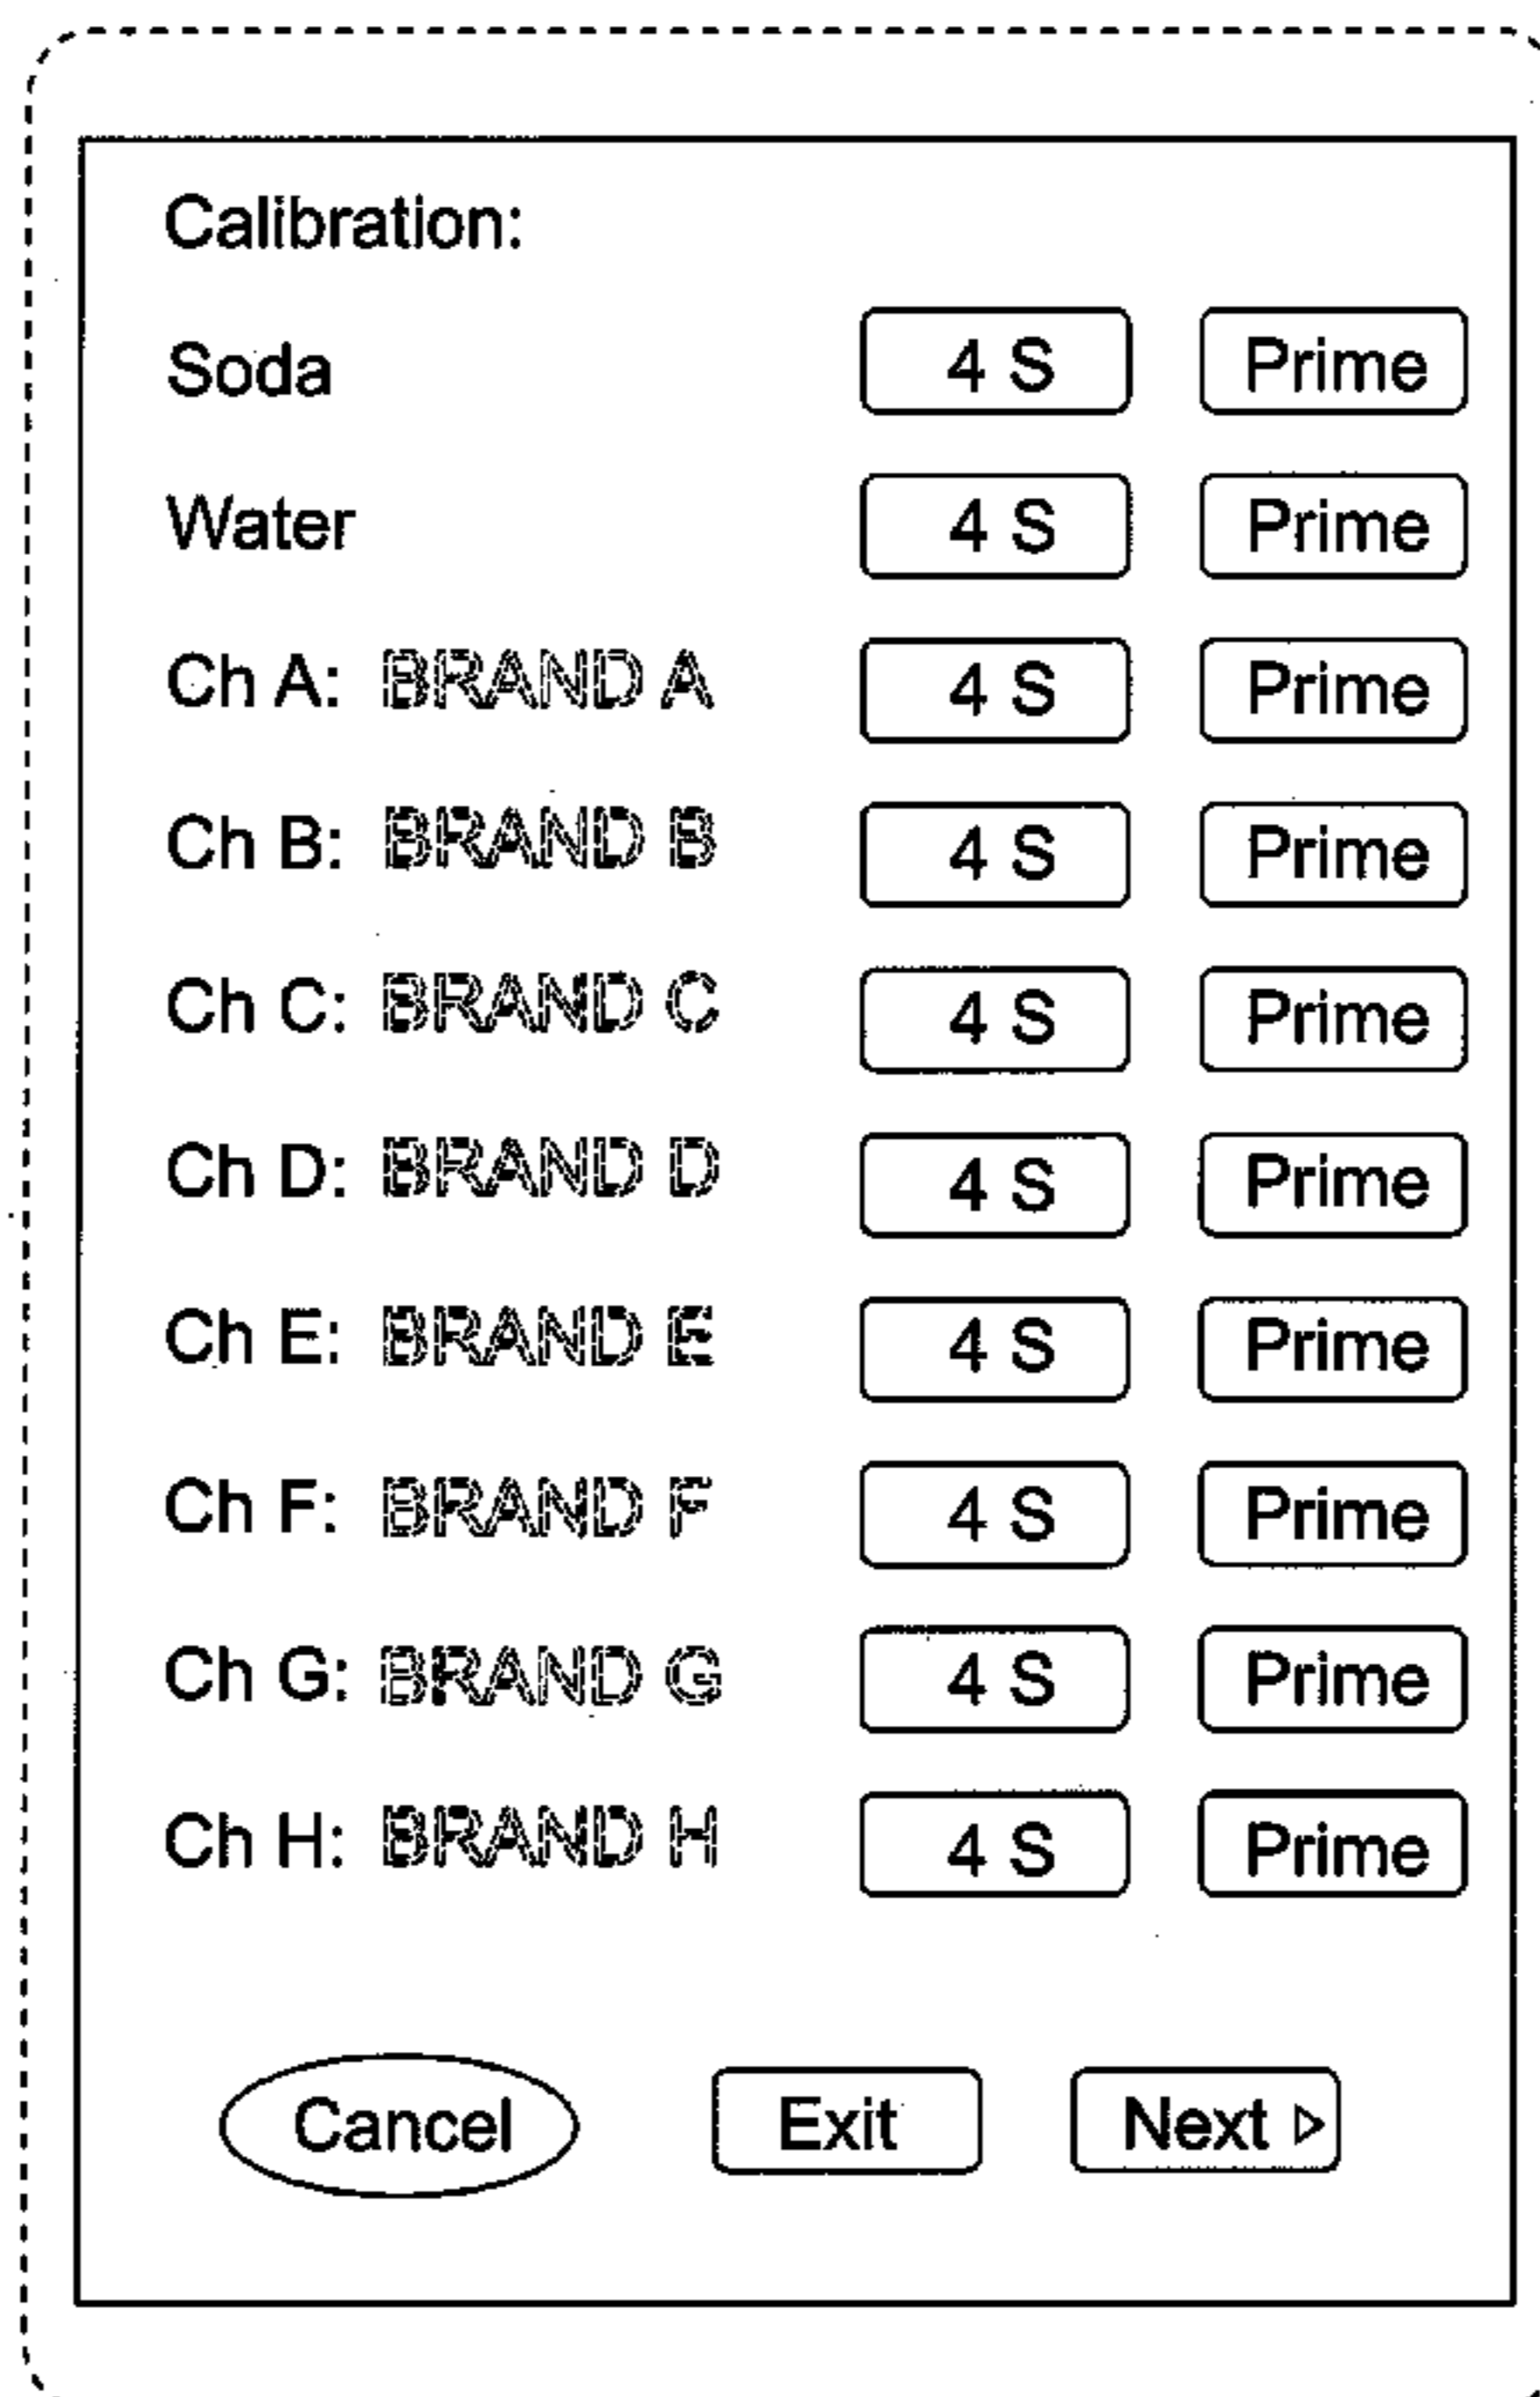 Calibration:
Soda 4 S Prime
Water 4 S Prime
Ch A: BRAND A 4 S Prime
Ch B: BRAND B 4 S Prime
Ch C: BRAND C 4 S Prime
Ch D: BRAND D 4 S Prime
Ch E: BRAND E 4 S Prime
Ch F: BRAND F 4 S Prime
Ch G: BRAND G 4 S Prime
Ch H: BRAND H 4 S Prime
Cancel Exit Next ▷